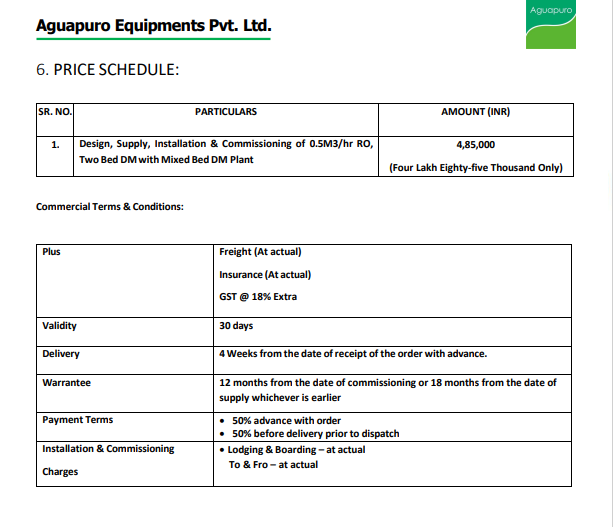 Aguapuro Equipments Pvt. Ltd.
Aguapuro
6. PRICE SCHEDULE:
SR. NO. PARTICULARS AMOUNT (INR)
1. Design, Supply, Installation & Commissioning of 0.5M3/hr RO, 4,85,000
Two Bed DM with Mixed Bed DM Plant
(Four Lakh Eighty-five Thousand Only)
Commercial Terms & Conditions:
Plus Freight (At actual)
Insurance (At actual)
GST @ 18% Extra
Validity 30 days
Delivery 4 Weeks from the date of receipt of the order with advance.
Warrantee 12 months from the date of commissioning or 18 months from the date of
supply whichever is earlier
Payment Terms • 50% advance with order
• 50% before delivery prior to dispatch
Installation & Commissioning • Lodging & Boarding – at actual
To & Fro – at actual
Charges